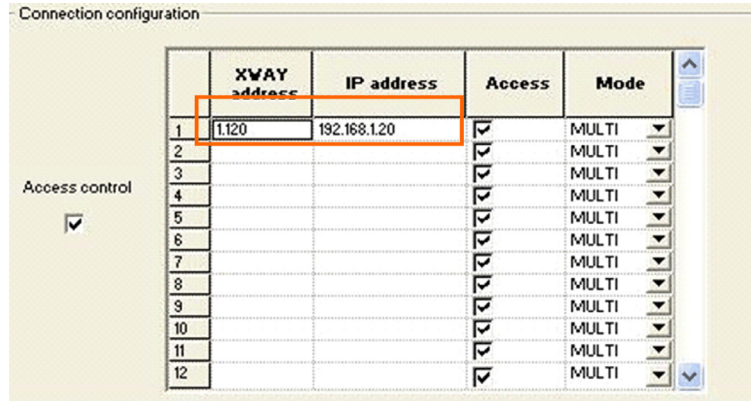 Connection configuration
XWAY address IP address Access Mode
1 1.120 192.168.1.20 MULTI
2 MULTI
3 MULTI
Access control
4 MULTI
5 MULTI
6 MULTI
7 MULTI
8 MULTI
9 MULTI
10 MULTI
11 MULTI
12 MULTI